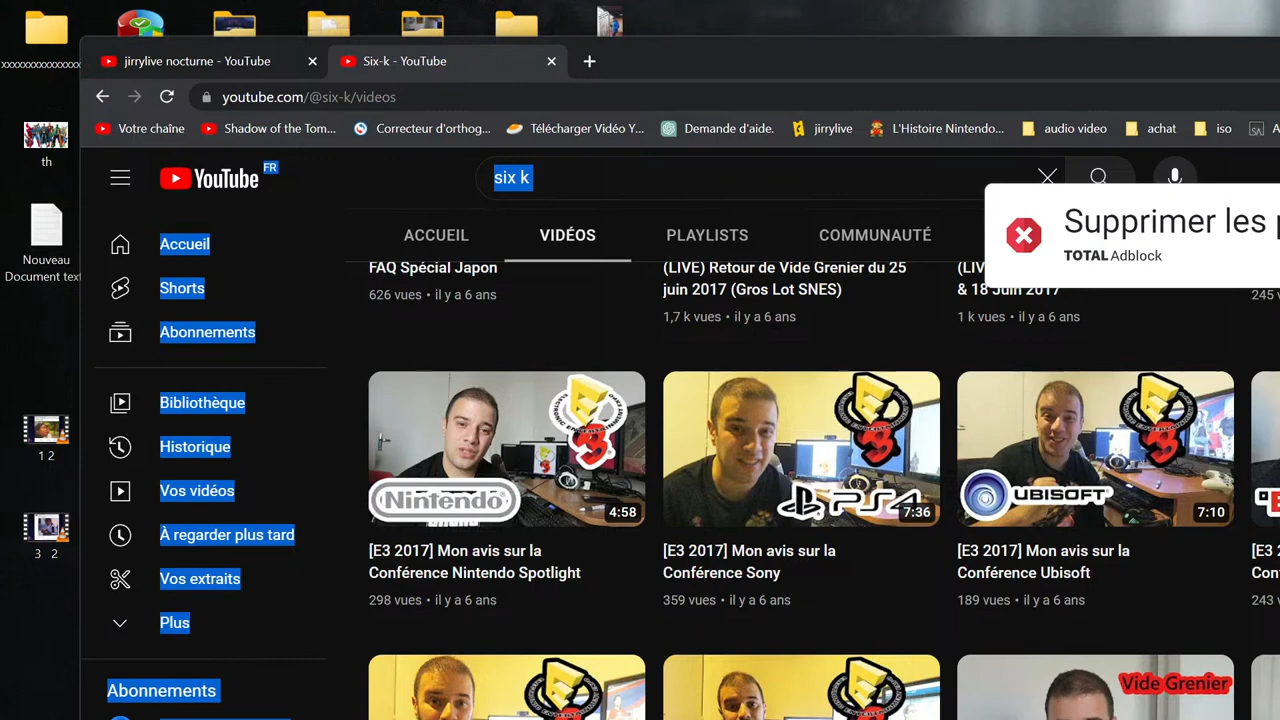 xxxxxxxxxxxxxxx
th
Nouveau
Document text
1 2
3 2
jirrylive nocturne - YouTube
Six-k - YouTube
youtube.com/@six-k/videos
Votre chaîne
Shadow of the Tom...
Correcteur d'orthog...
Télécharger Vidéo Y...
Demande d'aide.
jirrylive
L'Histoire Nintendo...
audio video
achat
iso
SA
YouTube FR
six k
Supprimer les
TOTAL Adblock
Accueil
Shorts
Abonnements
Bibliothèque
Historique
Vos vidéos
À regarder plus tard
Vos extraits
Plus
Abonnements
ACCUEIL
VIDÉOS
PLAYLISTS
COMMUNAUTÉ
FAQ Spécial Japon
626 vues • il y a 6 ans
(LIVE) Retour de Vide Grenier du 25
juin 2017 (Gros Lot SNES)
1,7 k vues • il y a 6 ans
& 18 Juin 2017
1 k vues • il y a 6 ans
245
E3
Nintendo
4:58
[E3 2017] Mon avis sur la
Conférence Nintendo Spotlight
298 vues • il y a 6 ans
E3
PS4
7:36
[E3 2017] Mon avis sur la
Conférence Sony
359 vues • il y a 6 ans
E3
UBISOFT
7:10
[E3 2017] Mon avis sur la
Conférence Ubisoft
189 vues • il y a 6 ans
[E3
Con
243
Vide Grenier